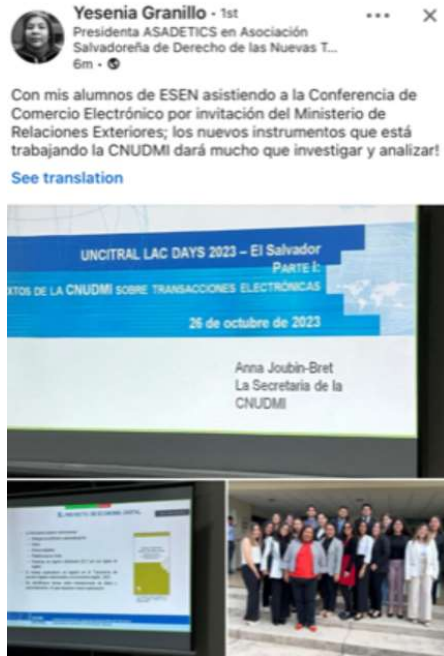 Yesenia Granillo · 1st
Presidenta ASADETICS en Asociación
Salvadoreña de Derecho de las Nuevas T...
6m ·
Con mis alumnos de ESEN asistiendo a la Conferencia de
Comercio Electrónico por invitación del Ministerio de
Relaciones Exteriores; los nuevos instrumentos que está
trabajando la CNUDMI dará mucho que investigar y analizar!
See translation
UNCITRAL LAC DAYS 2023 – El Salvador
PARTE I:
XTOS DE LA CNUDMI SOBRE TRANSACCIONES ELECTRÓNICAS
26 de octubre de 2023
Anna Joubin-Bret
La Secretaria de la
CNUDMI